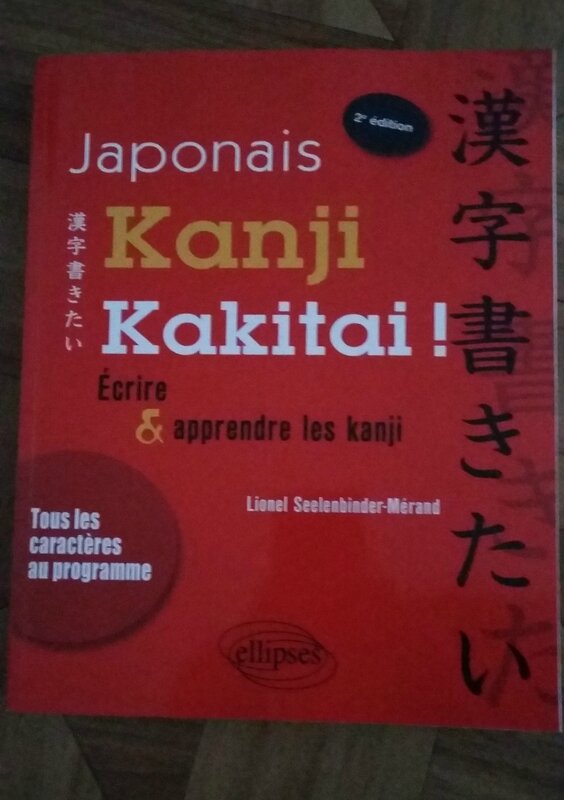 2e édition
Japonais
Kanji
Kakitai !
漢字書きたい
Écrire
& apprendre les kanji
Lionel Seelenbinder-Mérand
Tous les
caractères
au programme
ellipses
漢字書きたい